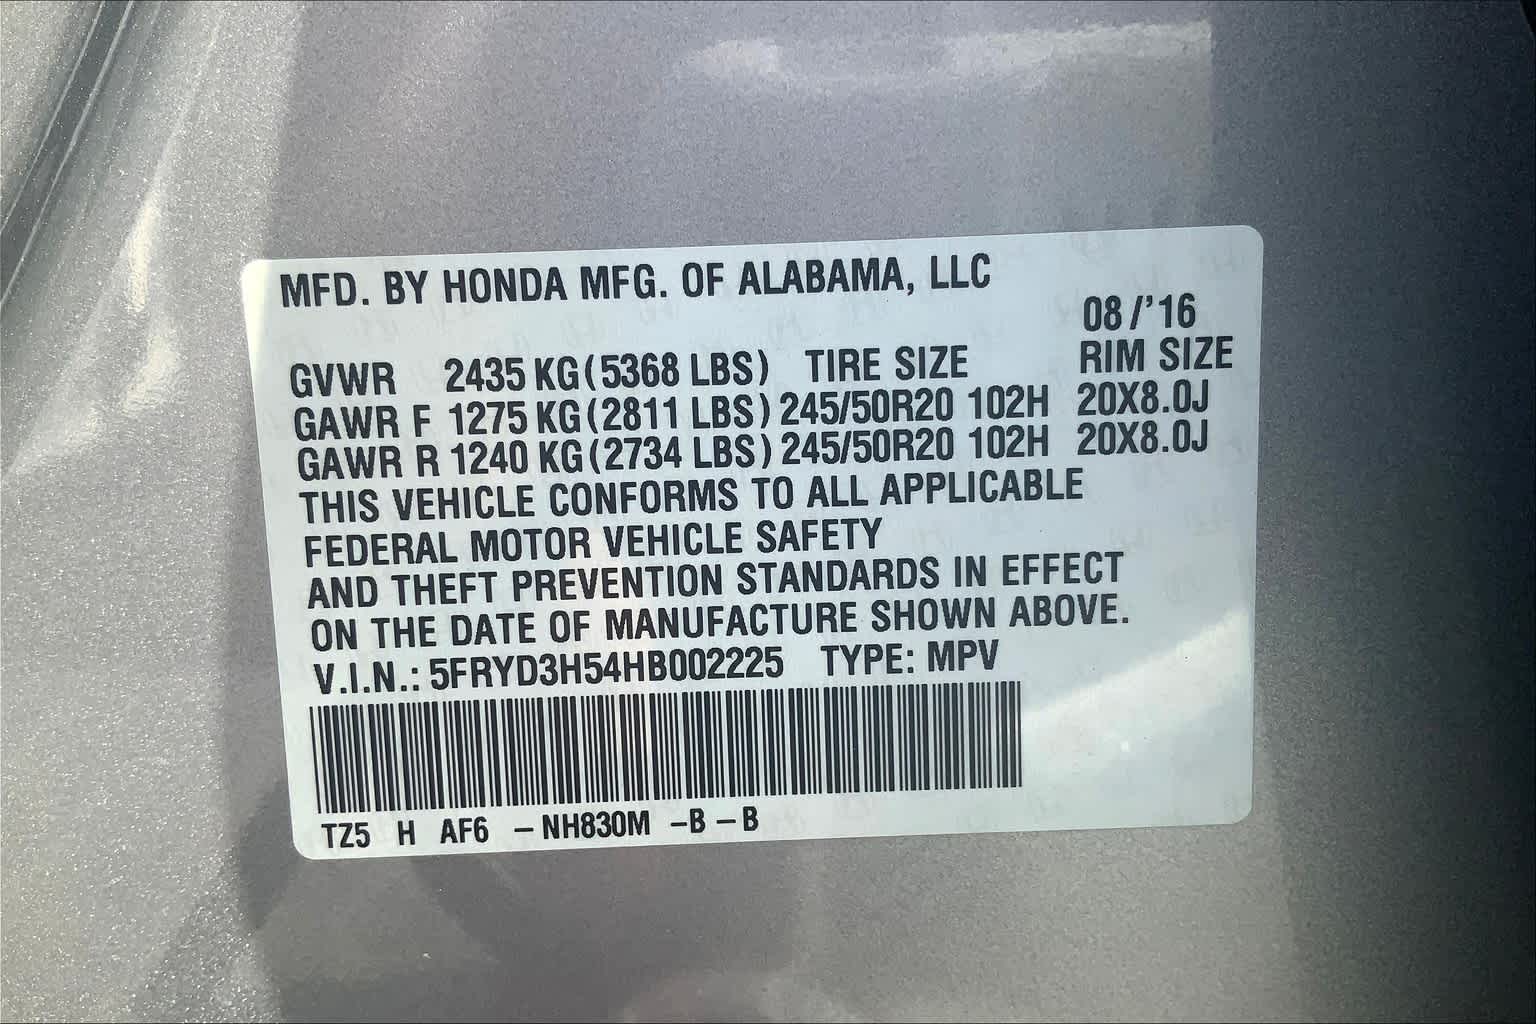 MFD. BY HONDA MFG. OF ALABAMA, LLC
08/'16
GVWR 2435 KG(5368 LBS) TIRE SIZE RIM SIZE
GAWR F 1275 KG(2811 LBS) 245/50R20 102H 20X8.0J
GAWR R 1240 KG(2734 LBS) 245/50R20 102H 20X8.0J
THIS VEHICLE CONFORMS TO ALL APPLICABLE
FEDERAL MOTOR VEHICLE SAFETY
AND THEFT PREVENTION STANDARDS IN EFFECT
ON THE DATE OF MANUFACTURE SHOWN ABOVE.
V.I.N.: 5FRYD3H54HB002225 TYPE: MPV
TZ5 H AF6 – NH830M –B – B